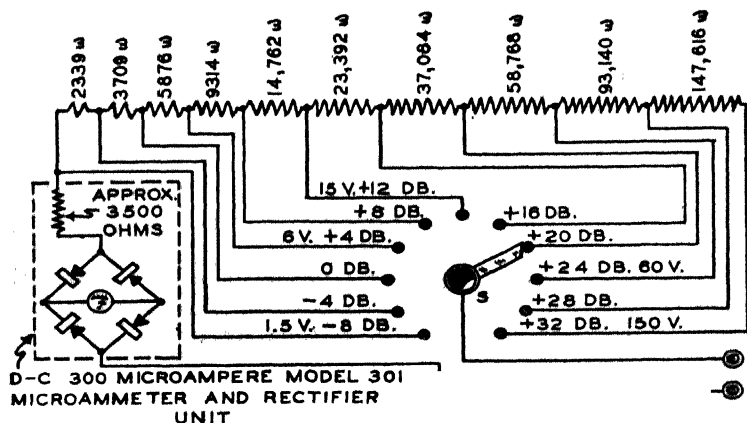 2339 ω 3709 ω 5876 ω 9314 ω 14,762 ω 23,392 ω 37,084 ω 58,768 ω 93,140 ω 147,616 ω
APPROX.
3500
OHMS
15 V. +12 DB.
+8 DB.
6 V. +4 DB.
0 DB.
-4 DB.
1.5 V. -8 DB.
+16 DB.
+20 DB.
+24 DB. 60 V.
+28 DB.
+32 DB. 150 V.
S
D-C 300 MICROAMPERE MODEL 301
MICROAMMETER AND RECTIFIER
UNIT